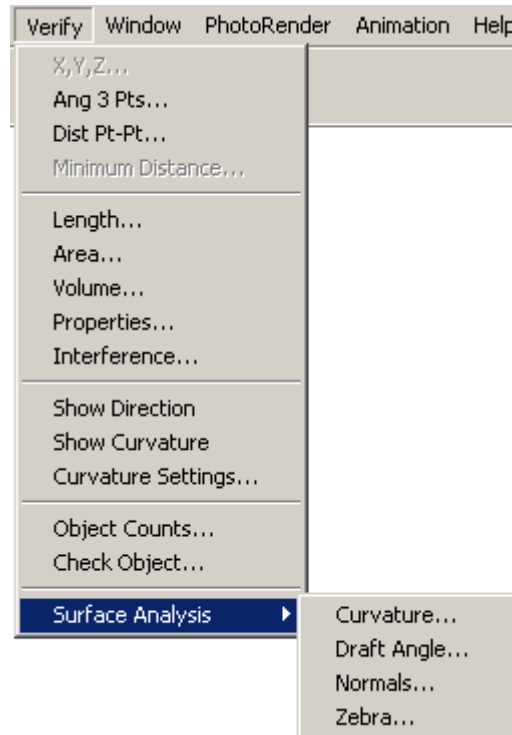 Verify Window PhotoRender Animation Help
X,Y,Z...
Ang 3 Pts...
Dist Pt-Pt...
Minimum Distance...
Length...
Area...
Volume...
Properties...
Interference...
Show Direction
Show Curvature
Curvature Settings...
Object Counts...
Check Object...
Surface Analysis
Curvature...
Draft Angle...
Normals...
Zebra...